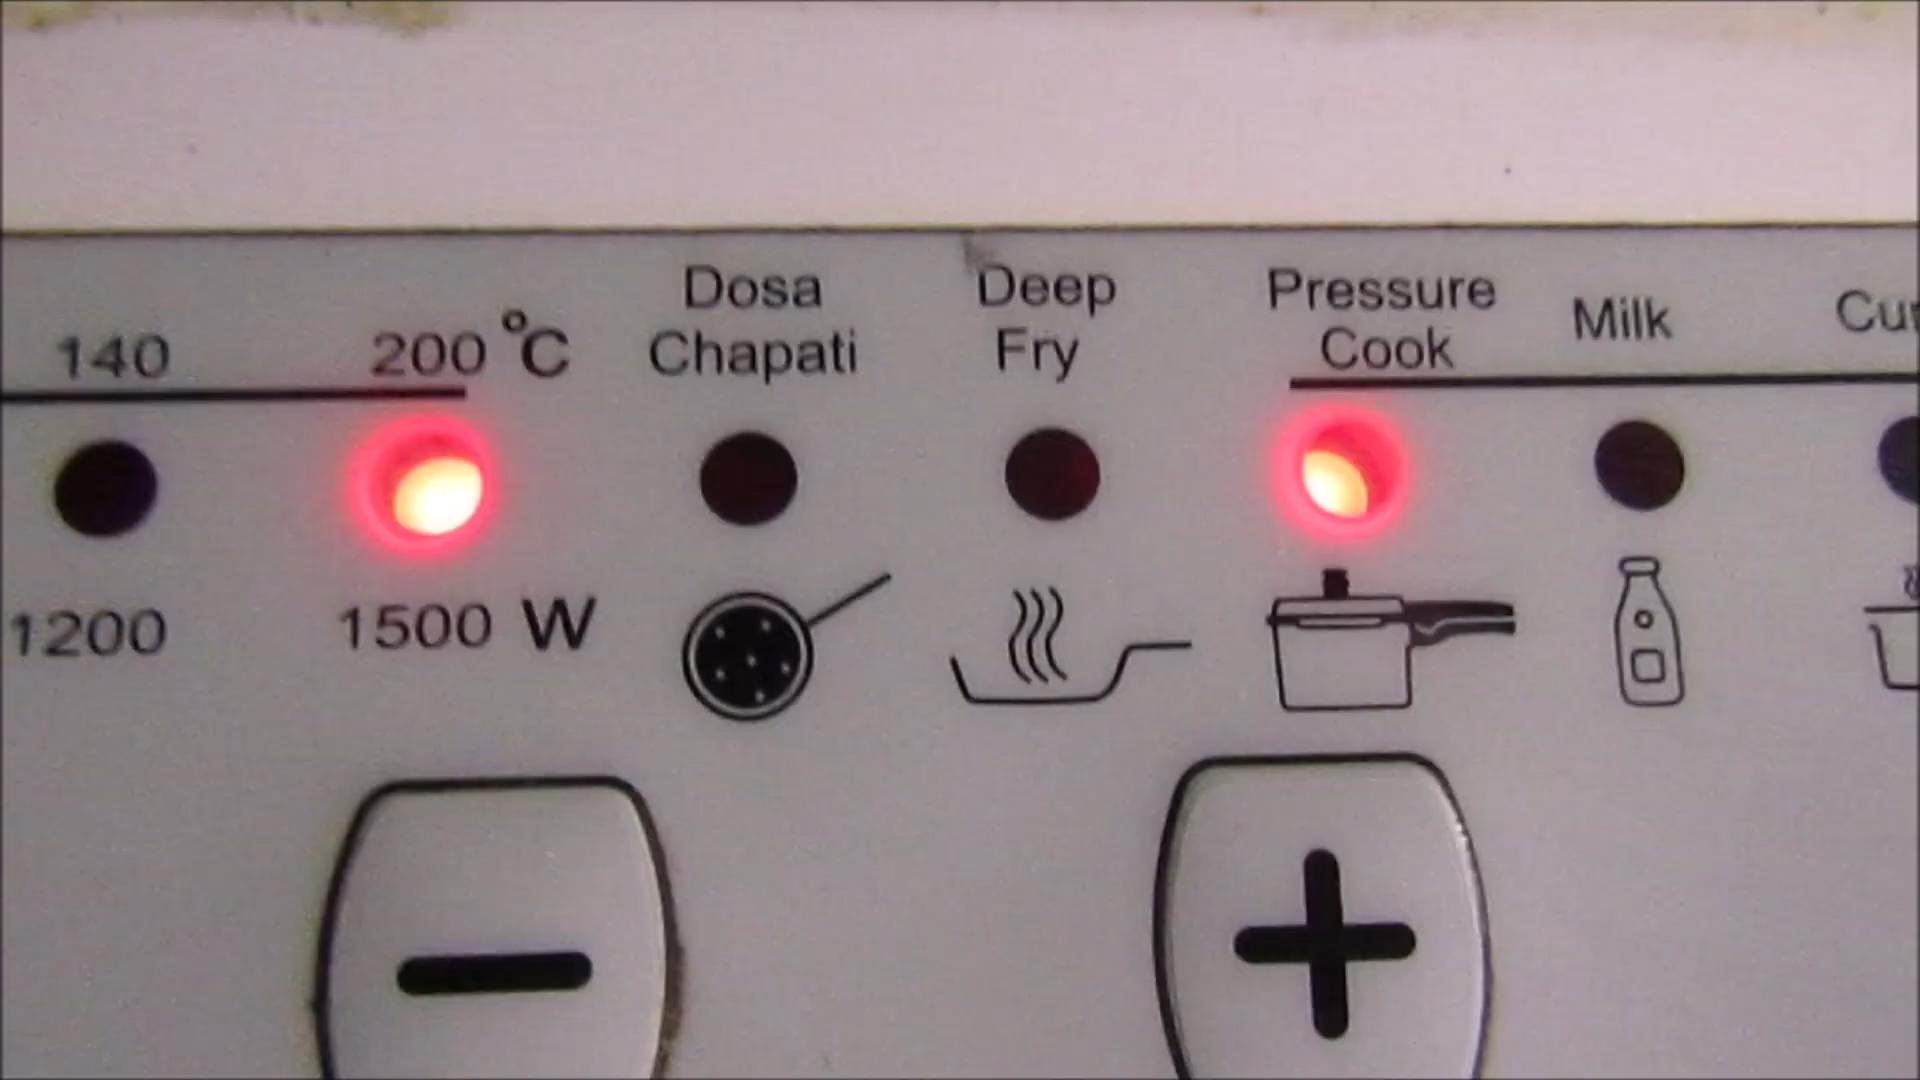 140 200 °C
Dosa
Chapati
Deep
Fry
Pressure
Cook
Milk
1200 1500 W